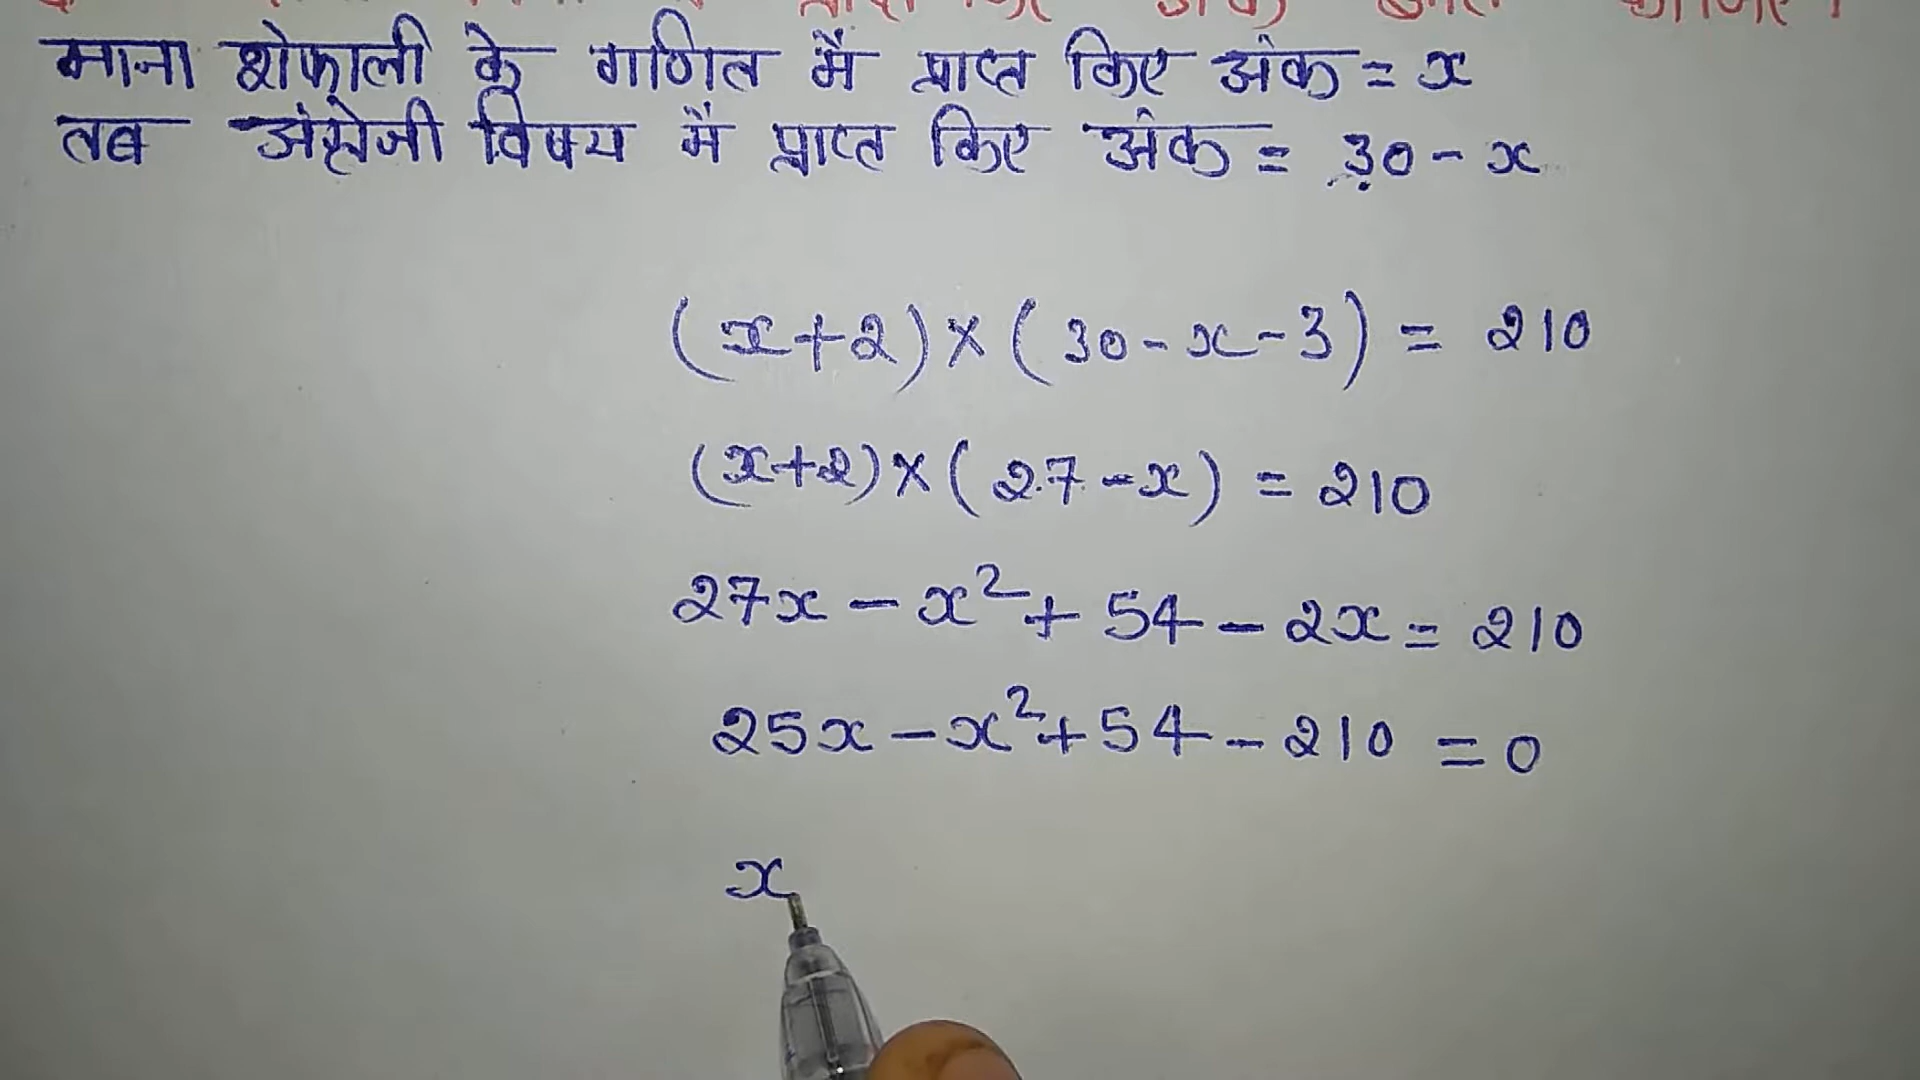 माना शेफाली के गणित मैं प्राप्त किए अंक = x
तब अंग्रेजी विषय मैं प्राप्त किए अंक = 30 - x
(x+2)×(30-x-3) = 210
(x+2)×(27-x) = 210
27x - x² + 54 - 2x = 210
25x - x² + 54 - 210 = 0
x